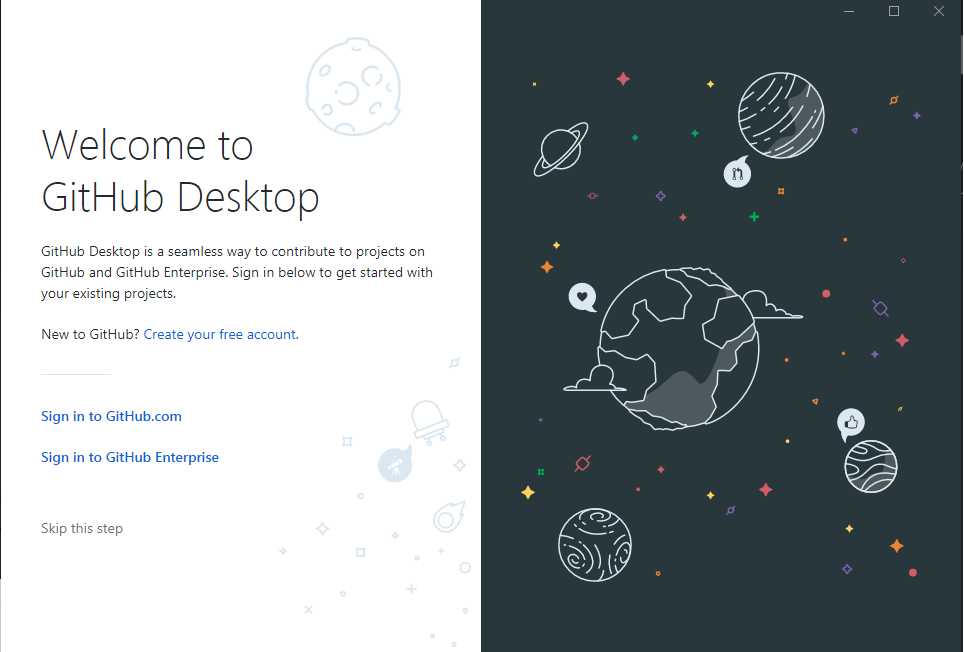 Welcome to
GitHub Desktop
GitHub Desktop is a seamless way to contribute to projects on
GitHub and GitHub Enterprise. Sign in below to get started with
your existing projects.
New to GitHub? Create your free account.
Sign in to GitHub.com
Sign in to GitHub Enterprise
Skip this step